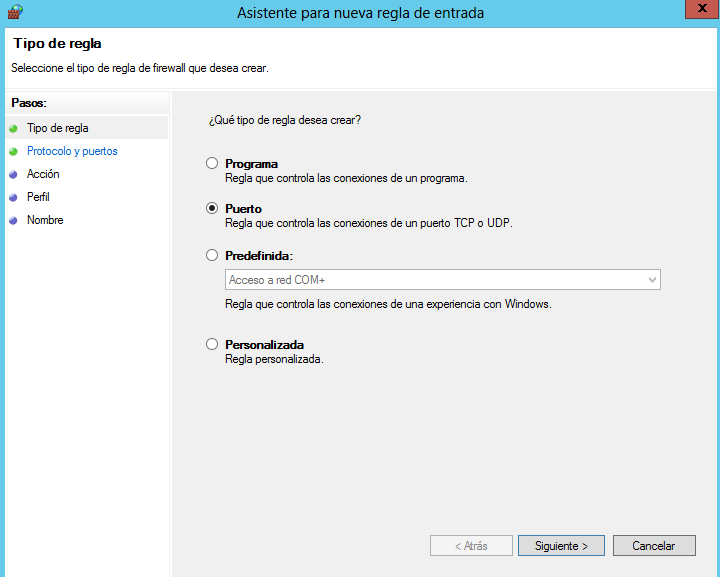 Asistente para nueva regla de entrada
x
Tipo de regla
Seleccione el tipo de regla de firewall que desea crear.
Pasos:
Tipo de regla
Protocolo y puertos
Acción
Perfil
Nombre
¿Qué tipo de regla desea crear?
Programa
Regla que controla las conexiones de un programa.
Puerto
Regla que controla las conexiones de un puerto TCP o UDP.
Predefinida:
Acceso a red COM+
Regla que controla las conexiones de una experiencia con Windows.
Personalizada
Regla personalizada.
< Atrás
Siguiente >
Cancelar